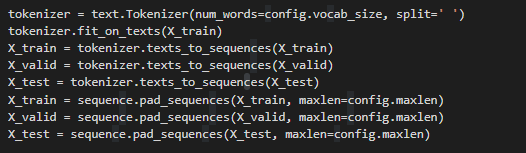 tokenizer = text.Tokenizer(num_words=config.vocab_size, split=' ')
tokenizer.fit_on_texts(X_train)
X_train = tokenizer.texts_to_sequences(X_train)
X_valid = tokenizer.texts_to_sequences(X_valid)
X_test = tokenizer.texts_to_sequences(X_test)
X_train = sequence.pad_sequences(X_train, maxlen=config.maxlen)
X_valid = sequence.pad_sequences(X_valid, maxlen=config.maxlen)
X_test = sequence.pad_sequences(X_test, maxlen=config.maxlen)